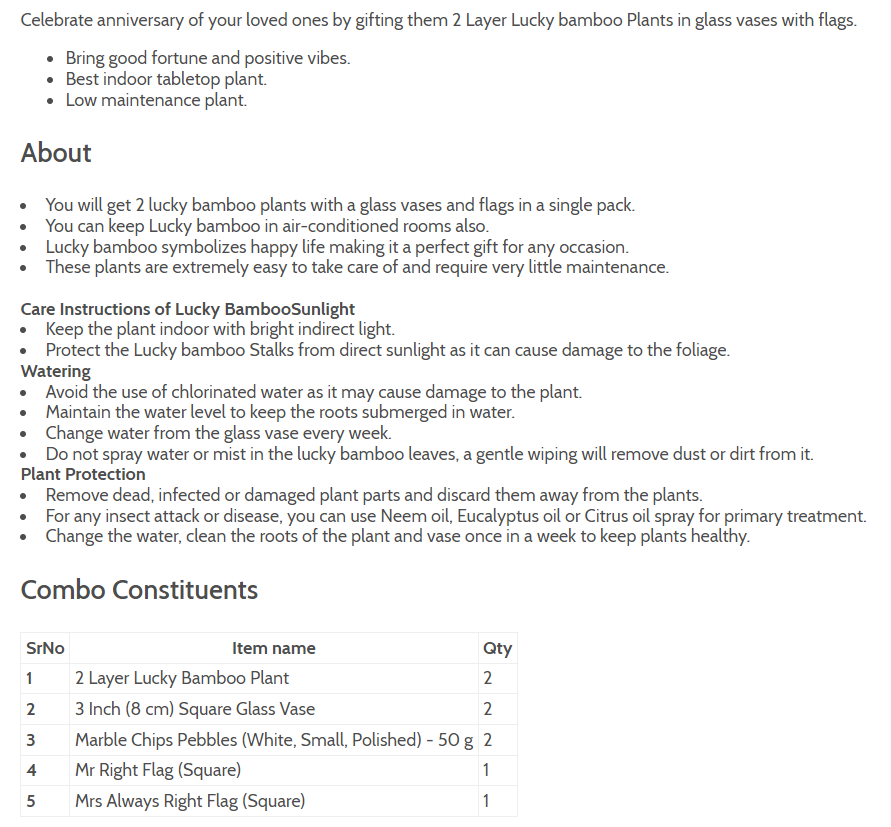 Celebrate anniversary of your loved ones by gifting them 2 Layer Lucky bamboo Plants in glass vases with flags.
• Bring good fortune and positive vibes.
• Best indoor tabletop plant.
• Low maintenance plant.
About
• You will get 2 lucky bamboo plants with a glass vases and flags in a single pack.
• You can keep Lucky bamboo in air-conditioned rooms also.
• Lucky bamboo symbolizes happy life making it a perfect gift for any occasion.
• These plants are extremely easy to take care of and require very little maintenance.
Care Instructions of Lucky BambooSunlight
• Keep the plant indoor with bright indirect light.
• Protect the Lucky bamboo Stalks from direct sunlight as it can cause damage to the foliage.
Watering
• Avoid the use of chlorinated water as it may cause damage to the plant.
• Maintain the water level to keep the roots submerged in water.
• Change water from the glass vase every week.
• Do not spray water or mist in the lucky bamboo leaves, a gentle wiping will remove dust or dirt from it.
Plant Protection
• Remove dead, infected or damaged plant parts and discard them away from the plants.
• For any insect attack or disease, you can use Neem oil, Eucalyptus oil or Citrus oil spray for primary treatment.
• Change the water, clean the roots of the plant and vase once in a week to keep plants healthy.
Combo Constituents
SrNo Item name Qty
1 2 Layer Lucky Bamboo Plant 2
2 3 Inch (8 cm) Square Glass Vase 2
3 Marble Chips Pebbles (White, Small, Polished) - 50 g 2
4 Mr Right Flag (Square) 1
5 Mrs Always Right Flag (Square) 1